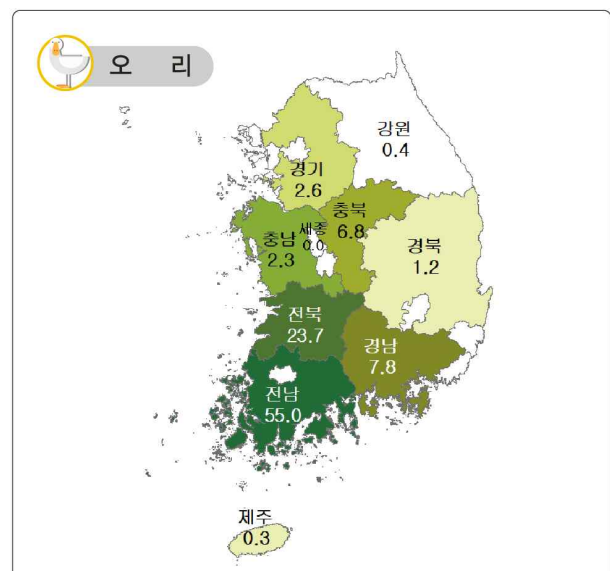 오 리
강원
0.4
경기
2.6
충북
6.8
세종
0.0
충남
2.3
경북
1.2
전북
23.7
경남
7.8
전남
55.0
제주
0.3